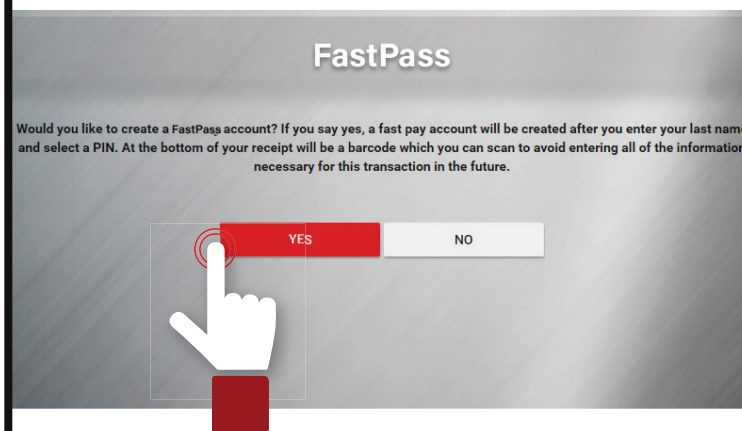 FastPass
Would you like to create a FastPass account? If you say yes, a fast pay account will be created after you enter your last name
and select a PIN. At the bottom of your receipt will be a barcode which you can scan to avoid entering all of the information
necessary for this transaction in the future.
YES NO